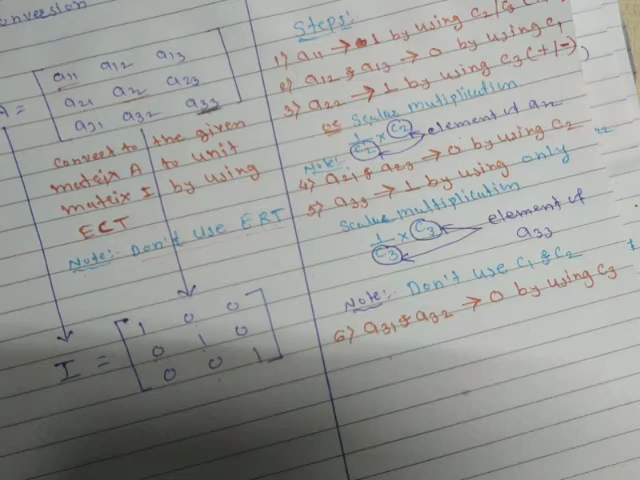 onversion
A = [ a11 a12 a13
a21 a22 a23
a31 a32 a33 ]
convert to the given
matrix A to unit
matrix I by using
ECT
Note:- Don't use ERT
I = [ 1 0 0
0 1 0
0 0 1 ]
Steps:
1) a11 → 1 by using C2/C3
2) a12 & a13 → 0 by using C1
3) a22 → 1 by using C3 (+/-)
OR Scalar multiplication
1/C2 × C2 element of a22
Note:
4) a21 & a23 → 0 by using C2
5) a33 → 1 by using only
Scalar multiplication
1/C3 × C3 element of
a33
Note:- Don't use C1 & C2
6) a31 & a32 → 0 by using C3